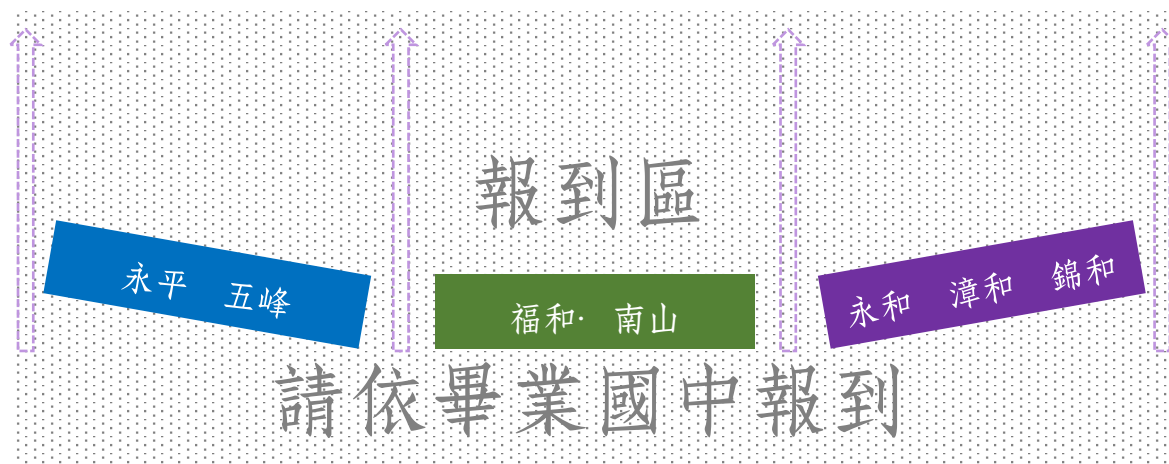 報到區
永平　五峰
福和·　南山
永和　漳和　錦和
請依畢業國中報到